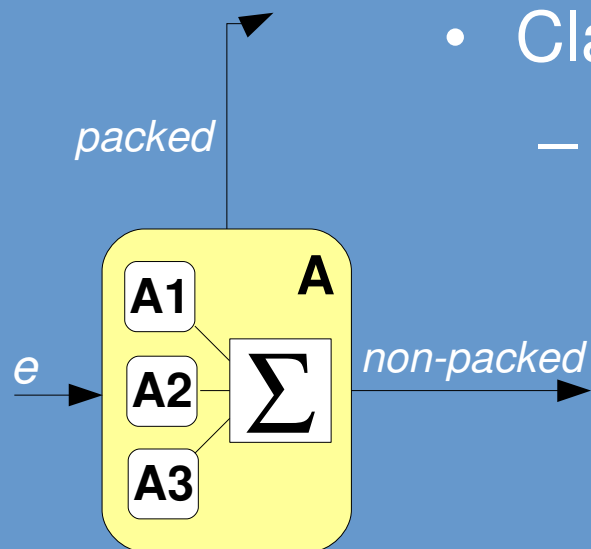 • Cla
–
packed
A
A1
e
A2
Σ
non-packed
A3